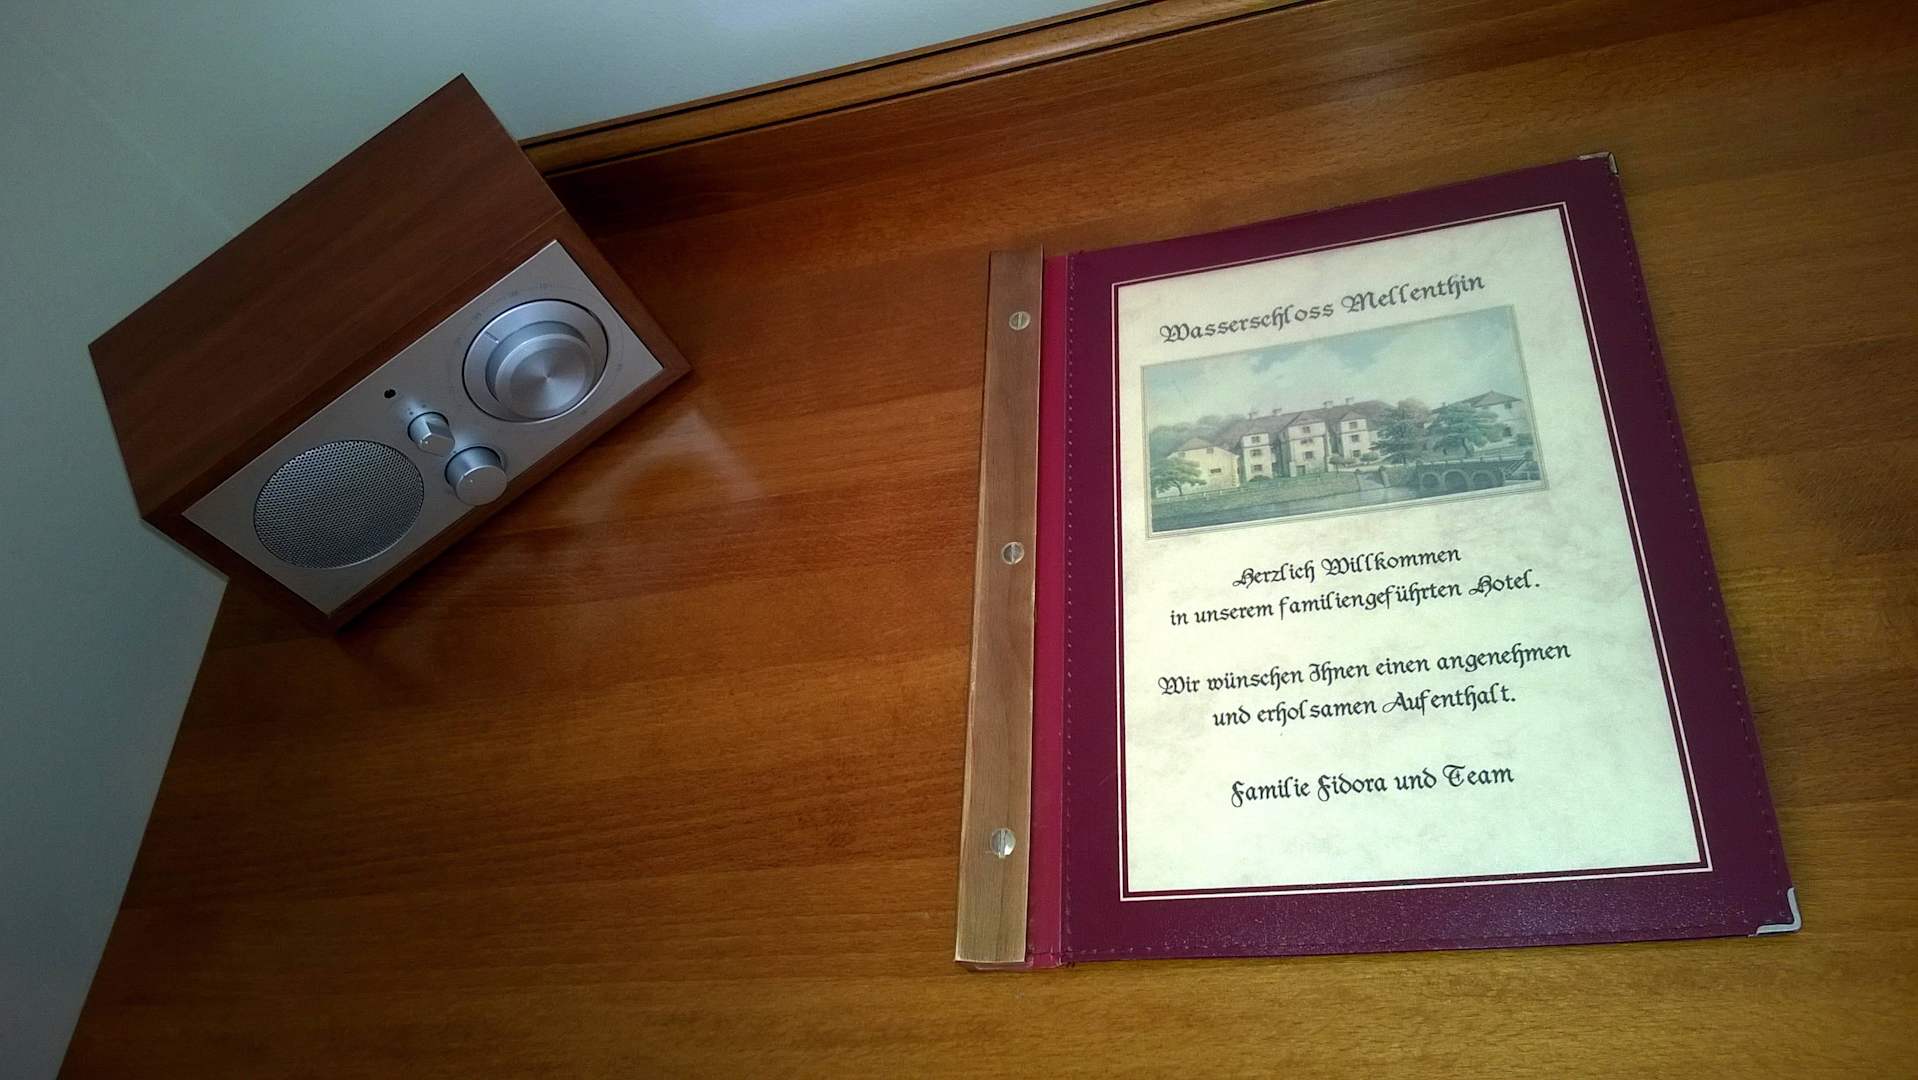 Wasserschloss Mellenthin
Herzlich Willkommen
in unserem familiengeführten Hotel.
Wir wünschen Ihnen einen angenehmen
und erholsamen Aufenthalt.
Familie Fidora und Team